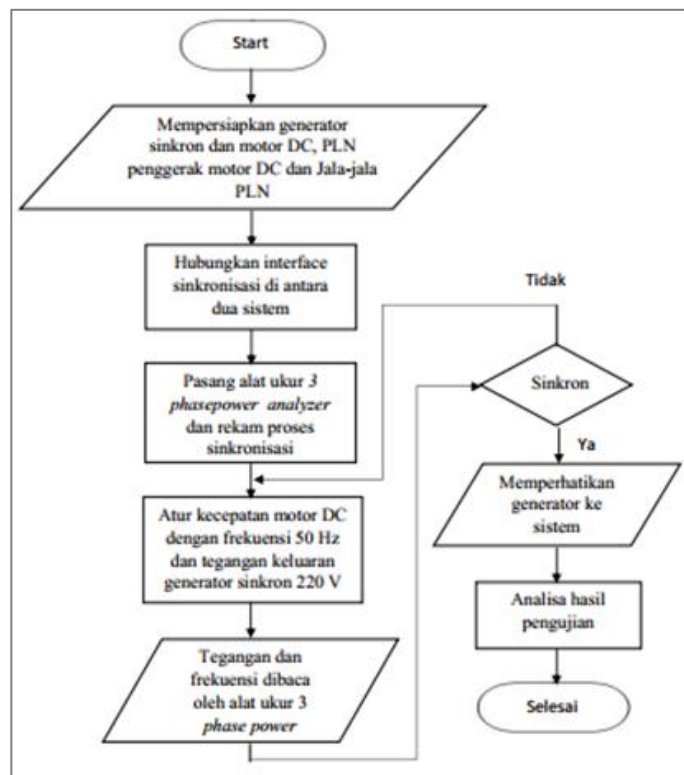 Start
Mempersiapkan generator
sinkron dan motor DC, PLN
penggerak motor DC dan Jala-jala
PLN
Hubungkan interface
sinkronisasi di antara
dua sistem
Pasang alat ukur 3
phasepower analyzer
dan rekam proses
sinkronisasi
Atur kecepatan motor DC
dengan frekuensi 50 Hz
dan tegangan keluaran
generator sinkron 220 V
Tegangan dan
frekuensi dibaca
oleh alat ukur 3
phase power
Tidak
Sinkron
Ya
Memperhatikan
generator ke
sistem
Analisa hasil
pengujian
Selesai